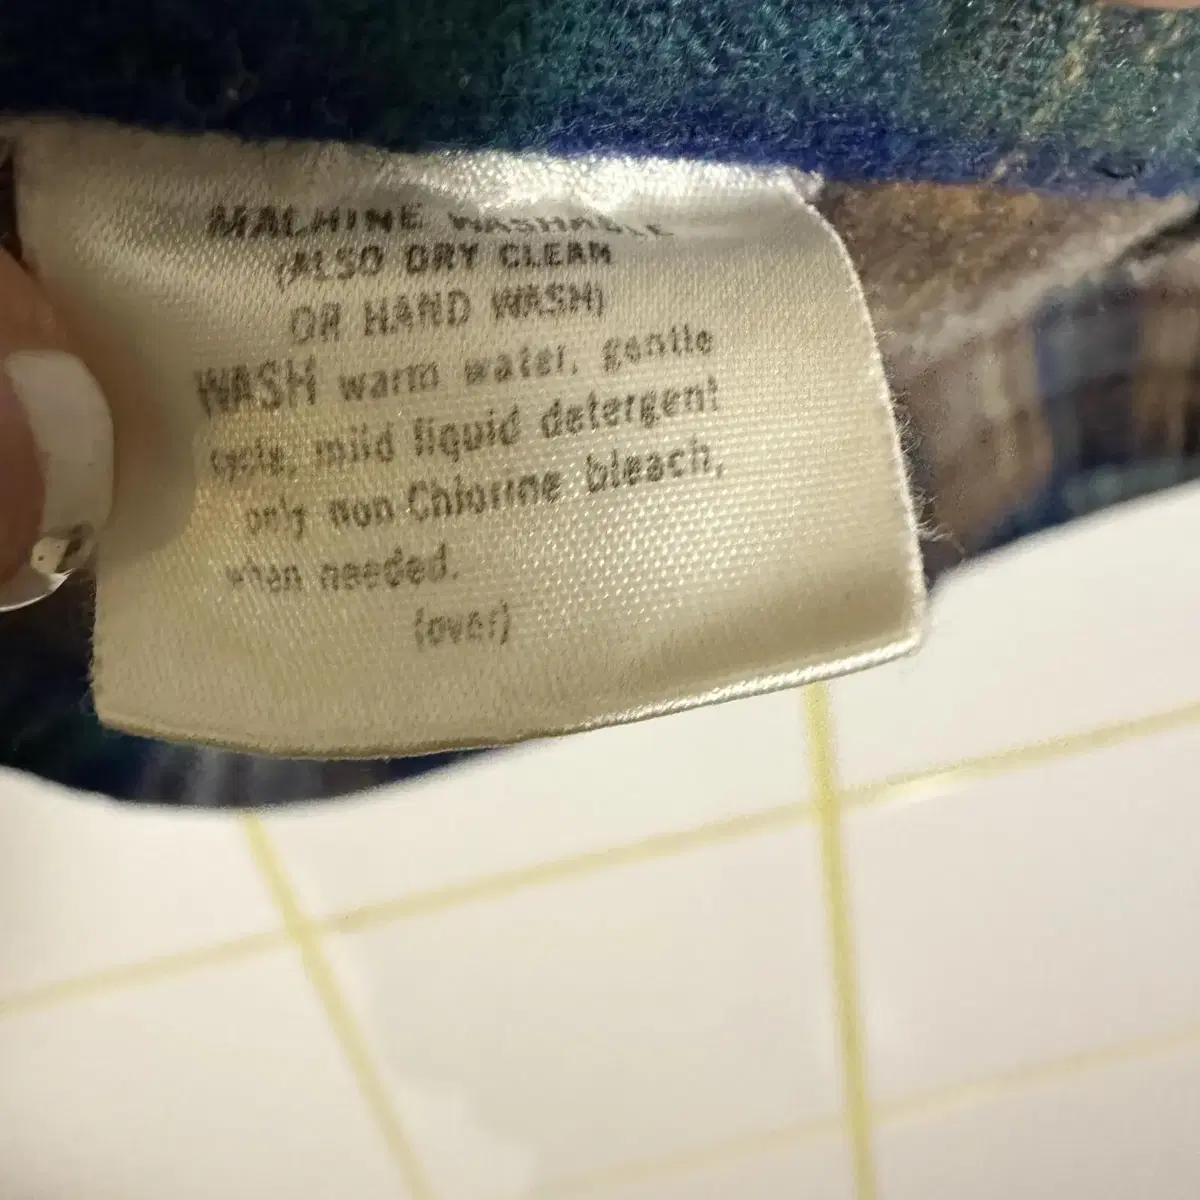 MACHINE WASHABLE
(ALSO DRY CLEAN
OR HAND WASH)
WASH warm water, gentle
cycle, mild liquid detergent
only non Chlorine bleach,
when needed.
(over)